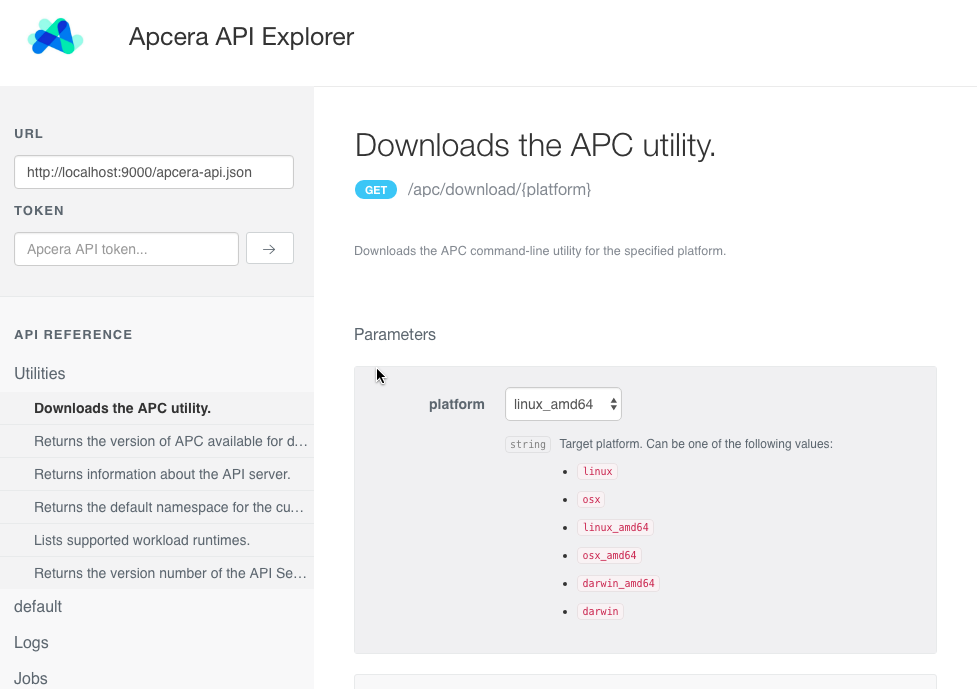 Apcera API Explorer
URL
http://localhost:9000/apcera-api.json
TOKEN
Apcera API token...
API REFERENCE
Utilities
Downloads the APC utility.
Returns the version of APC available for d...
Returns information about the API server.
Returns the default namespace for the cu...
Lists supported workload runtimes.
Returns the version number of the API Se...
default
Logs
Jobs
Downloads the APC utility.
GET /apc/download/{platform}
Downloads the APC command-line utility for the specified platform.
Parameters
platform linux_amd64
string Target platform. Can be one of the following values:
linux
osx
linux_amd64
osx_amd64
darwin_amd64
darwin